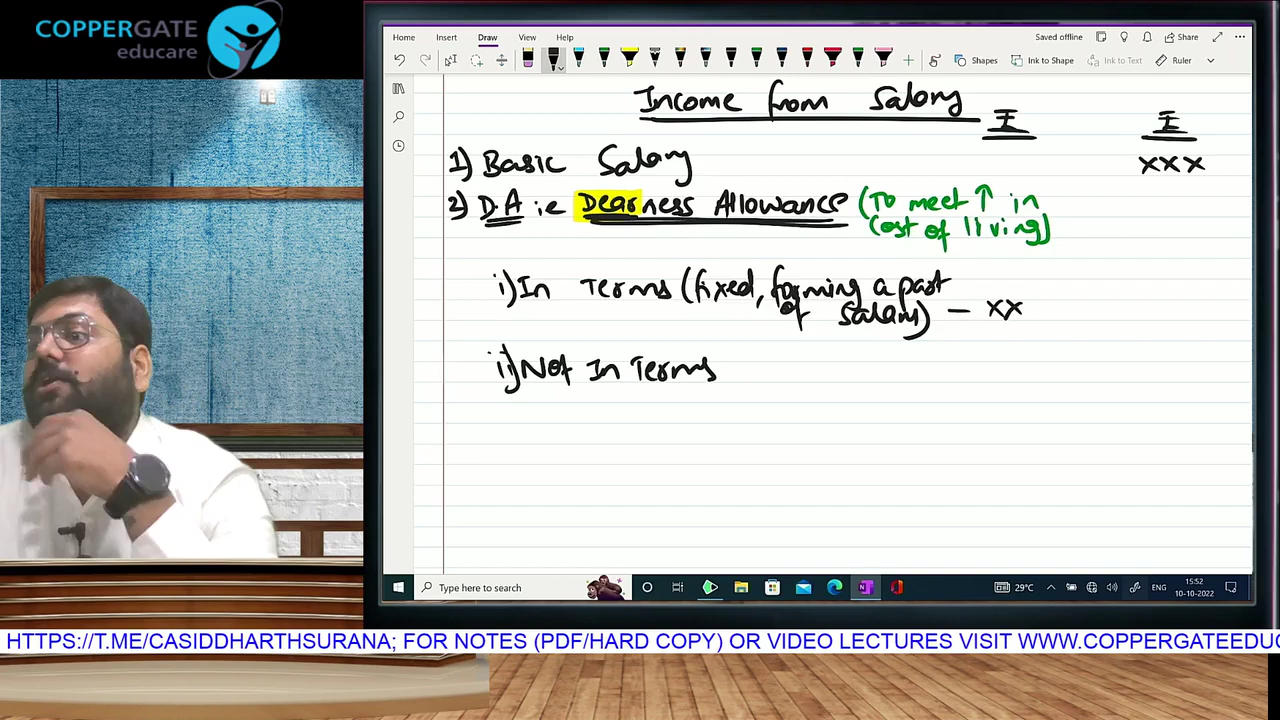 COPPERGATE
educare
Home Insert Draw View Help
Saved offline
Share
Shapes
Ink to Shape
Ink to Text
Ruler
Income from Salary
1) Basic Salary
XXX
2) D.A ie Dearness Allowance (To meet ↑ in
cost of living)
i) In Terms (fixed, forming a part
of salary) - XX
ii) Not In Terms
Type here to search
29°C
ENG
15:52
10-10-2022
HTTPS://T.ME/CASIDDHARTHSURANA; FOR NOTES (PDF/HARD COPY) OR VIDEO LECTURES VISIT WWW.COPPERGATEEDUC